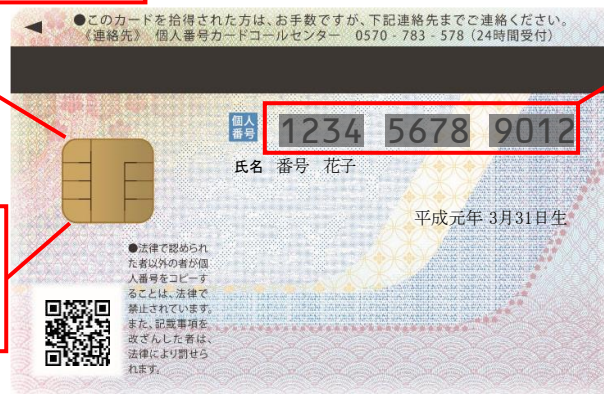 ◀ ●このカードを拾得された方は、お手数ですが、下記連絡先までご連絡ください。
《連絡先》 個人番号カードコールセンター 0570-783-578(24時間受付)
個人番号 1234 5678 9012
氏名 番号 花子
平成元年 3月31日生
●法律で認められ
た者以外の者が個
人番号をコピーす
ることは、法律で
禁止されています。
また、記載事項を
改ざんした者は、
法律により罰せら
れます。